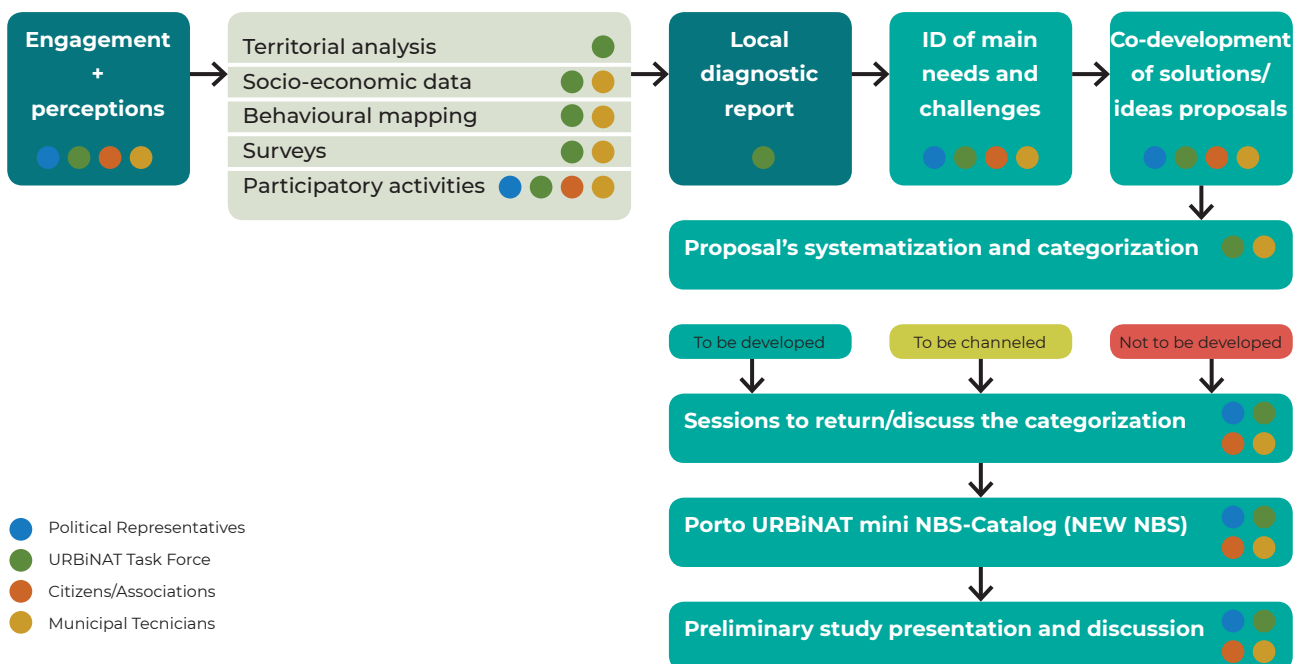 Engagement
+
perceptions
Territorial analysis
Socio-economic data
Behavioural mapping
Surveys
Participatory activities
Local
diagnostic
report
ID of main
needs and
challenges
Co-development
of solutions/
ideas proposals
Proposal's systematization and categorization
To be developed
To be channeled
Not to be developed
Sessions to return/discuss the categorization
Porto URBiNAT mini NBS-Catalog (NEW NBS)
Preliminary study presentation and discussion
Political Representatives
URBiNAT Task Force
Citizens/Associations
Municipal Tecnicians